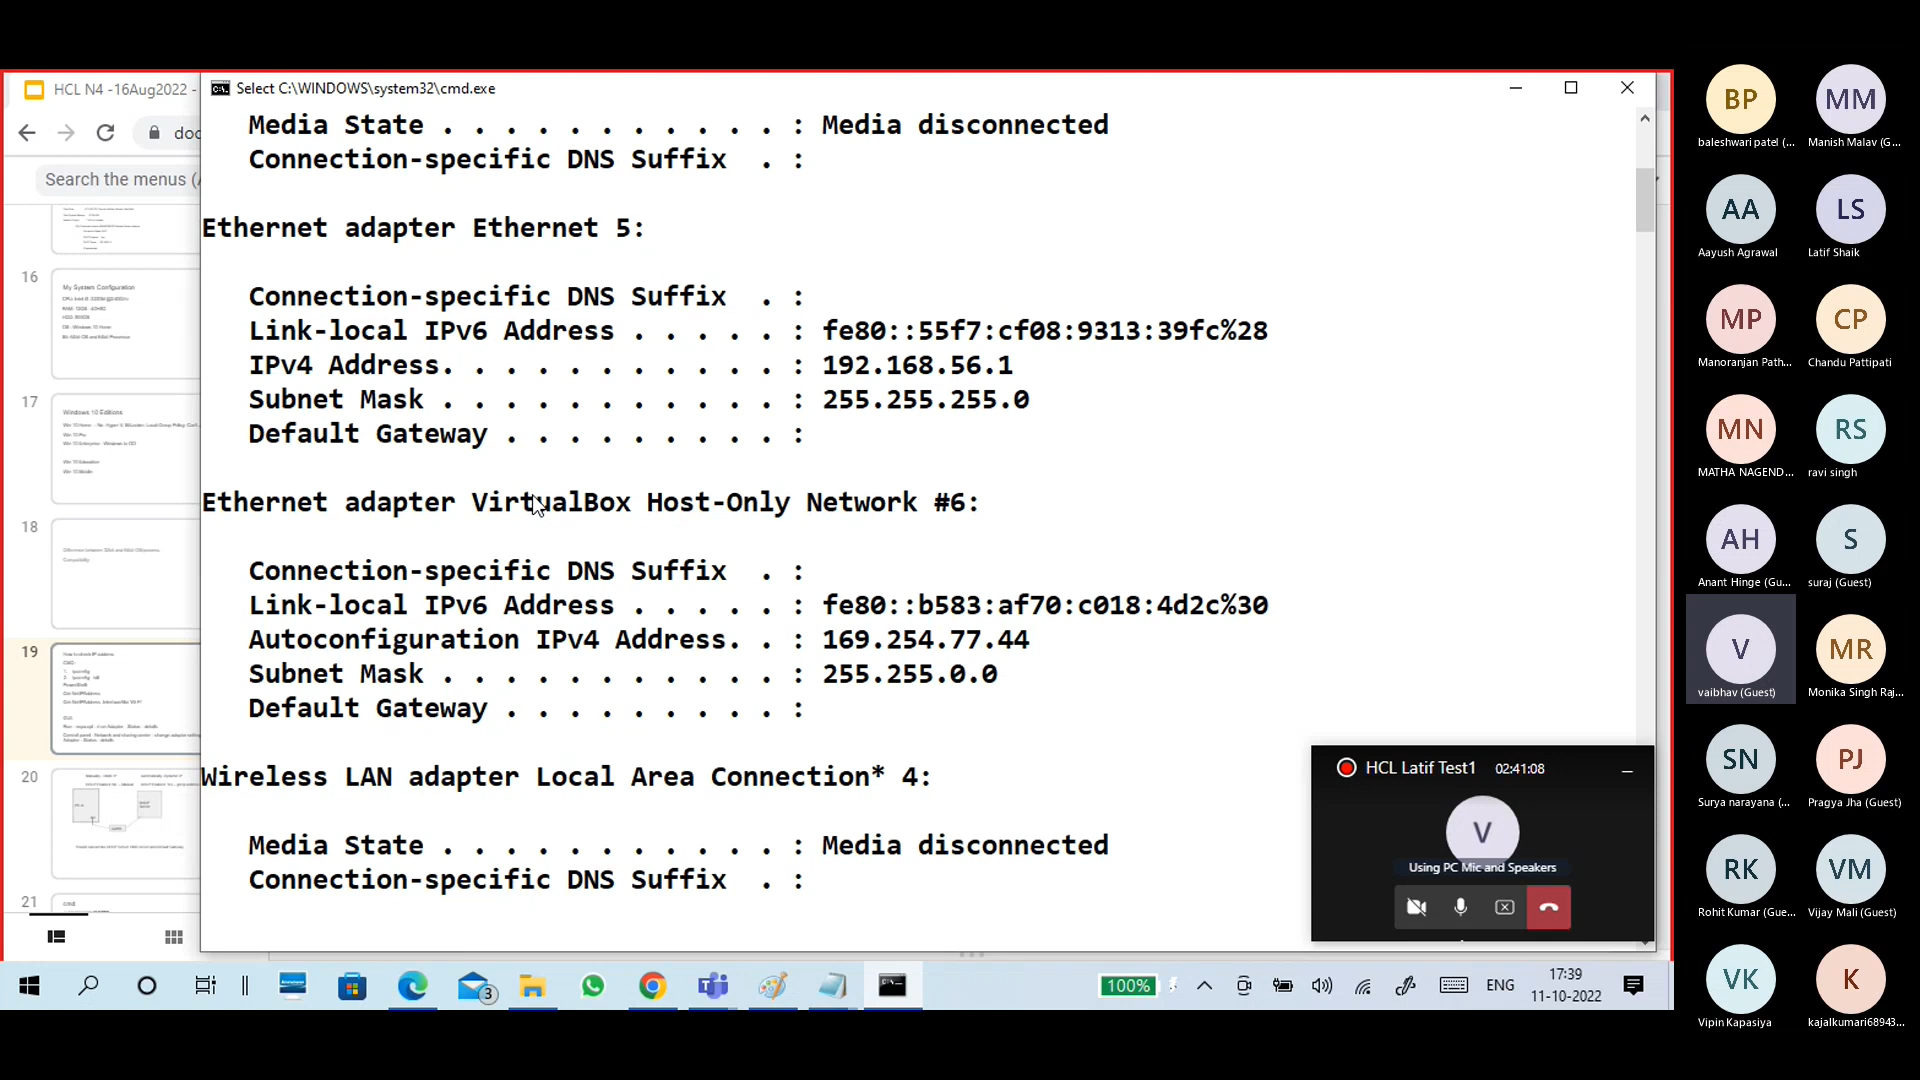 HCL N4 -16Aug2022 -
Select C:\WINDOWS\system32\cmd.exe
Search the menus (
Media State . . . . . . . . . . . : Media disconnected
Connection-specific DNS Suffix  . :
Ethernet adapter Ethernet 5:
Connection-specific DNS Suffix  . :
Link-local IPv6 Address . . . . . : fe80::55f7:cf08:9313:39fc%28
IPv4 Address. . . . . . . . . . . : 192.168.56.1
Subnet Mask . . . . . . . . . . . : 255.255.255.0
Default Gateway . . . . . . . . . :
Ethernet adapter VirtualBox Host-Only Network #6:
Connection-specific DNS Suffix  . :
Link-local IPv6 Address . . . . . : fe80::b583:af70:c018:4d2c%30
Autoconfiguration IPv4 Address. . : 169.254.77.44
Subnet Mask . . . . . . . . . . . : 255.255.0.0
Default Gateway . . . . . . . . . :
Wireless LAN adapter Local Area Connection* 4:
Media State . . . . . . . . . . . : Media disconnected
Connection-specific DNS Suffix  . :
16
My System Configuration
17
Windows 10 Editions
18
19
20
21
cmd
HCL Latif Test1 02:41:08
V
Using PC Mic and Speakers
3
100%
ENG
17:39
11-10-2022
BP MM
baleshwari patel (... Manish Malav (G...
AA LS
Aayush Agrawal Latif Shaik
MP CP
Manoranjan Path... Chandu Pattipati
MN RS
MATHA NAGEND... ravi singh
AH S
Anant Hinge (Gu... suraj (Guest)
V MR
vaibhav (Guest) Monika Singh Raj...
SN PJ
Surya narayana (... Pragya Jha (Guest)
RK VM
Rohit Kumar (Gue... Vijay Mali (Guest)
VK K
Vipin Kapasiya kajalkumari68943...